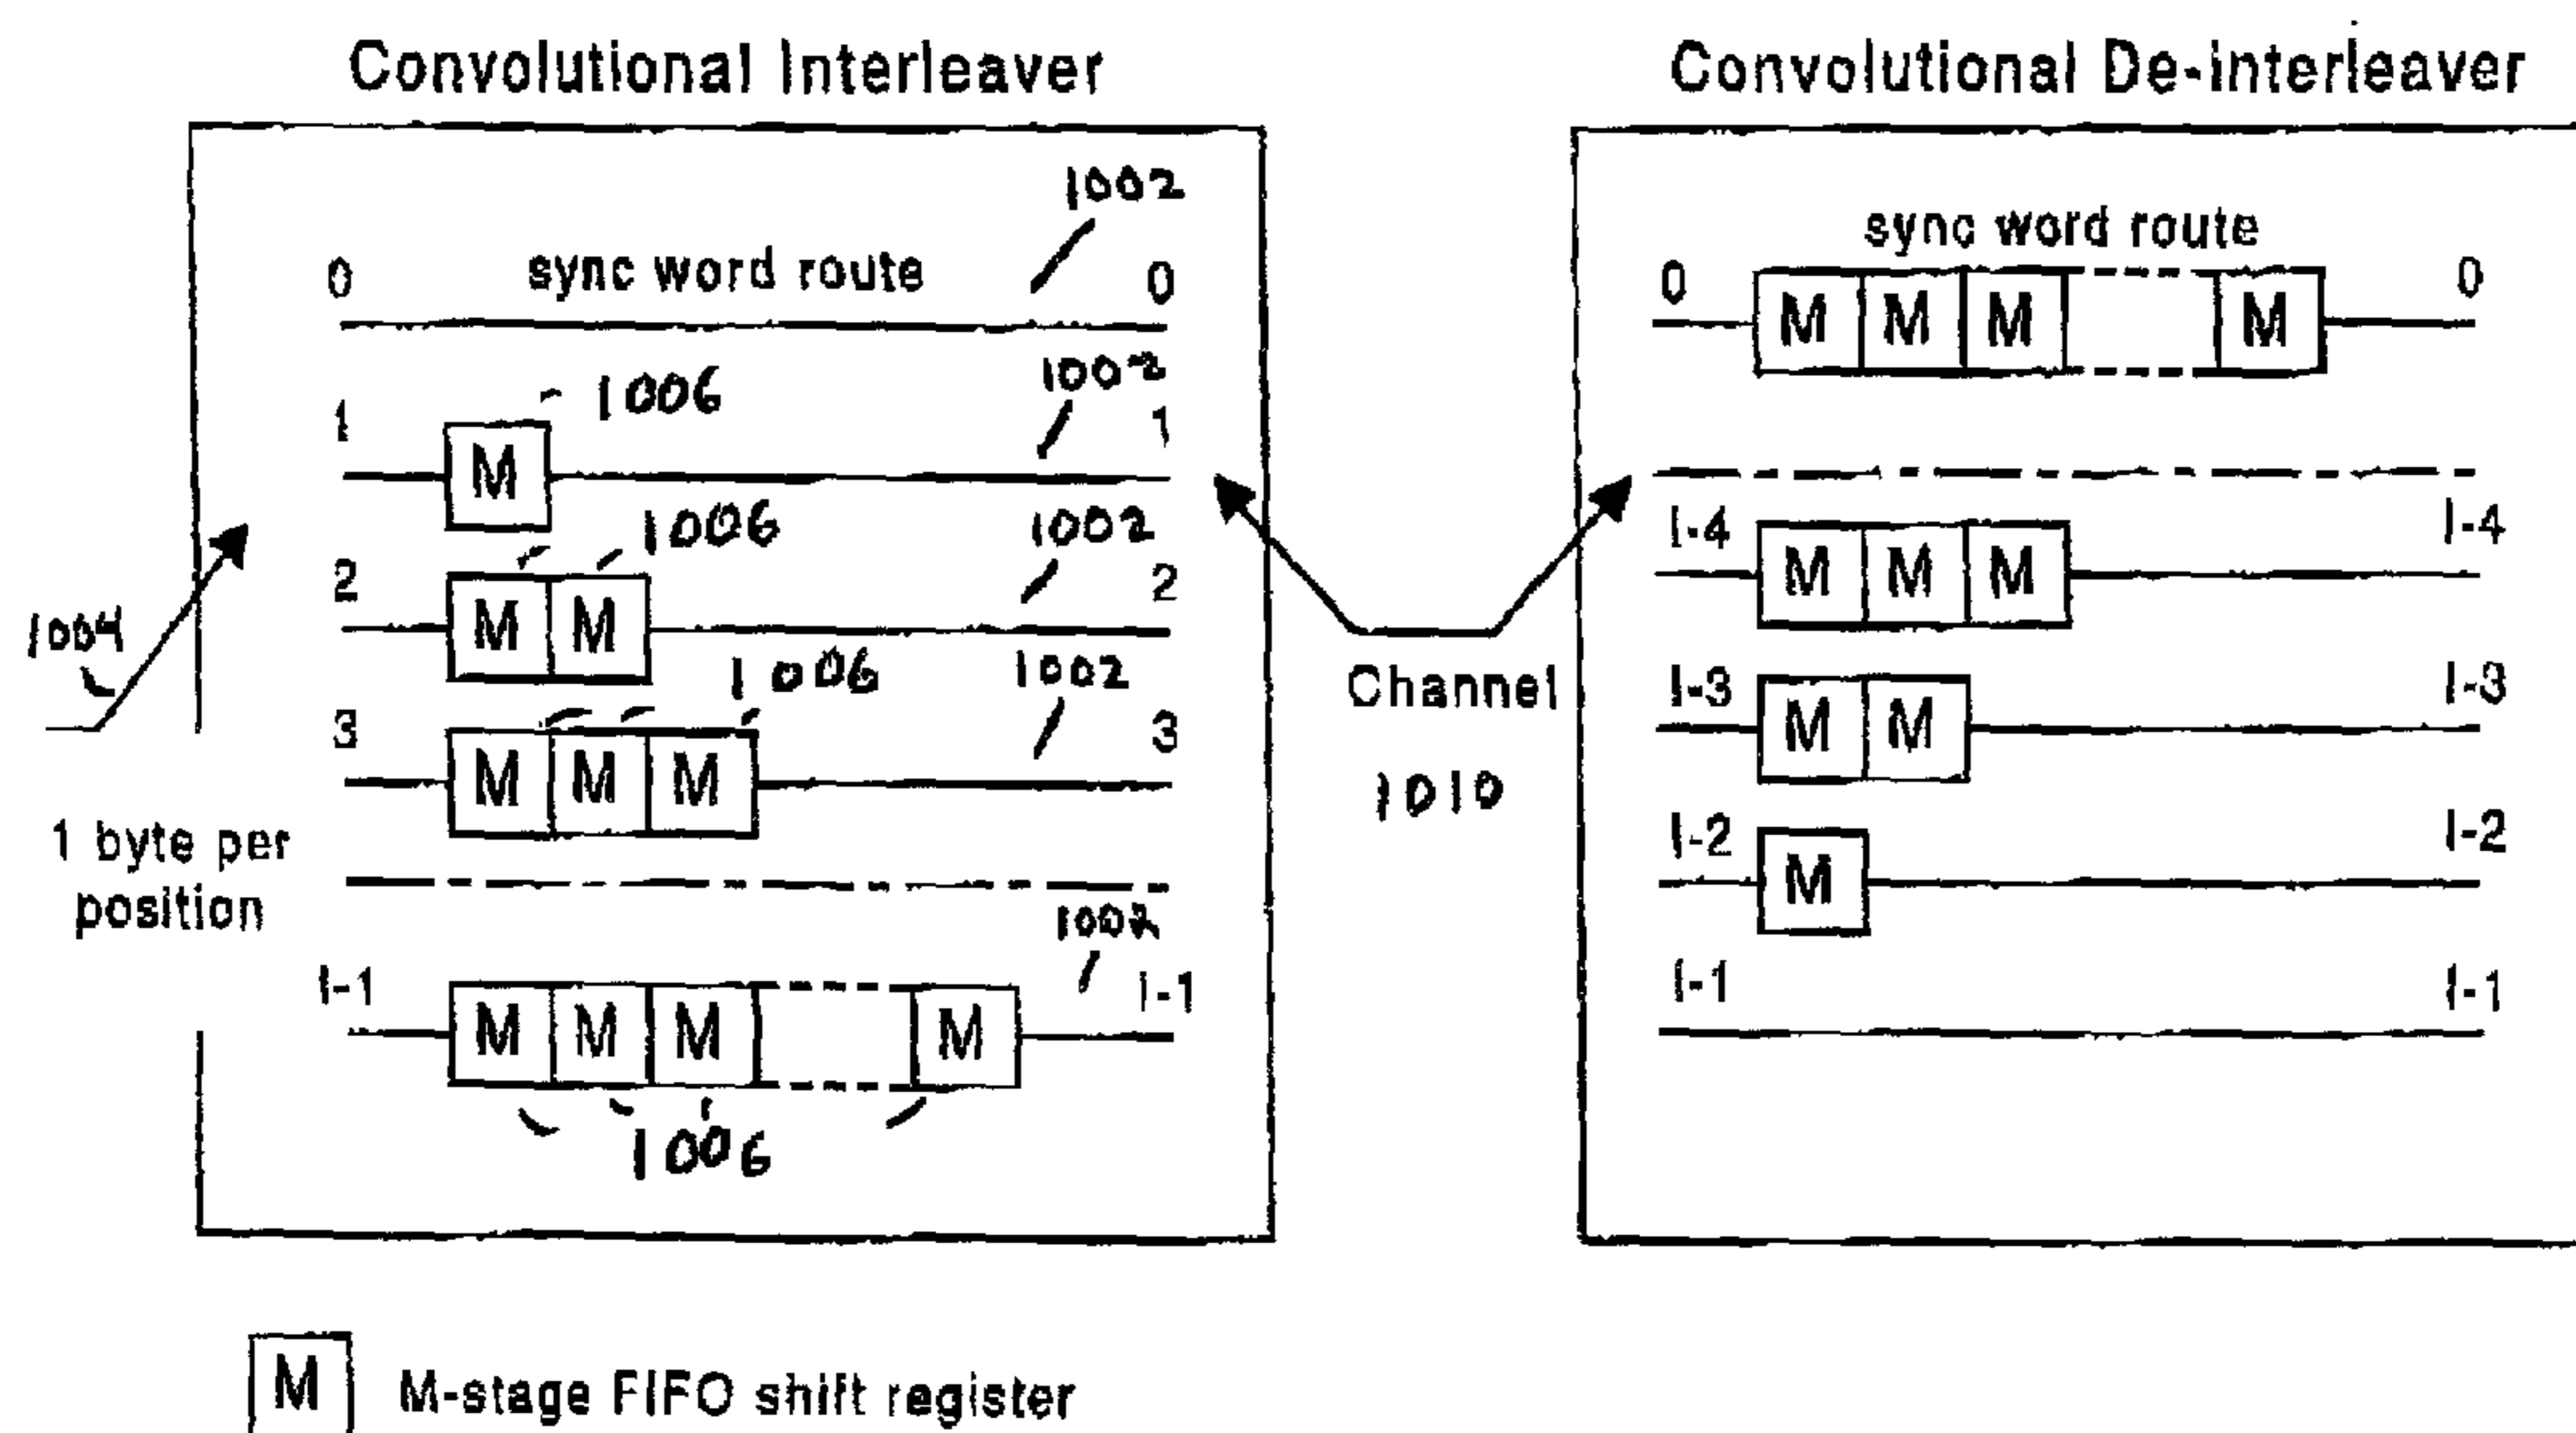 Convolutional Interleaver
1002
0 sync word route 0
1006 1002
1 M 1
1006 1002
2 M M 2
1004
1006 1002
3 M M M 3
1 byte per
position
1002
I-1 M M M M I-1
1006
Channel
1010
Convolutional De-interleaver
sync word route
0 M M M M 0
I-4 M M M I-4
I-3 M M I-3
I-2 M I-2
I-1 I-1
M M-stage FIFO shift register